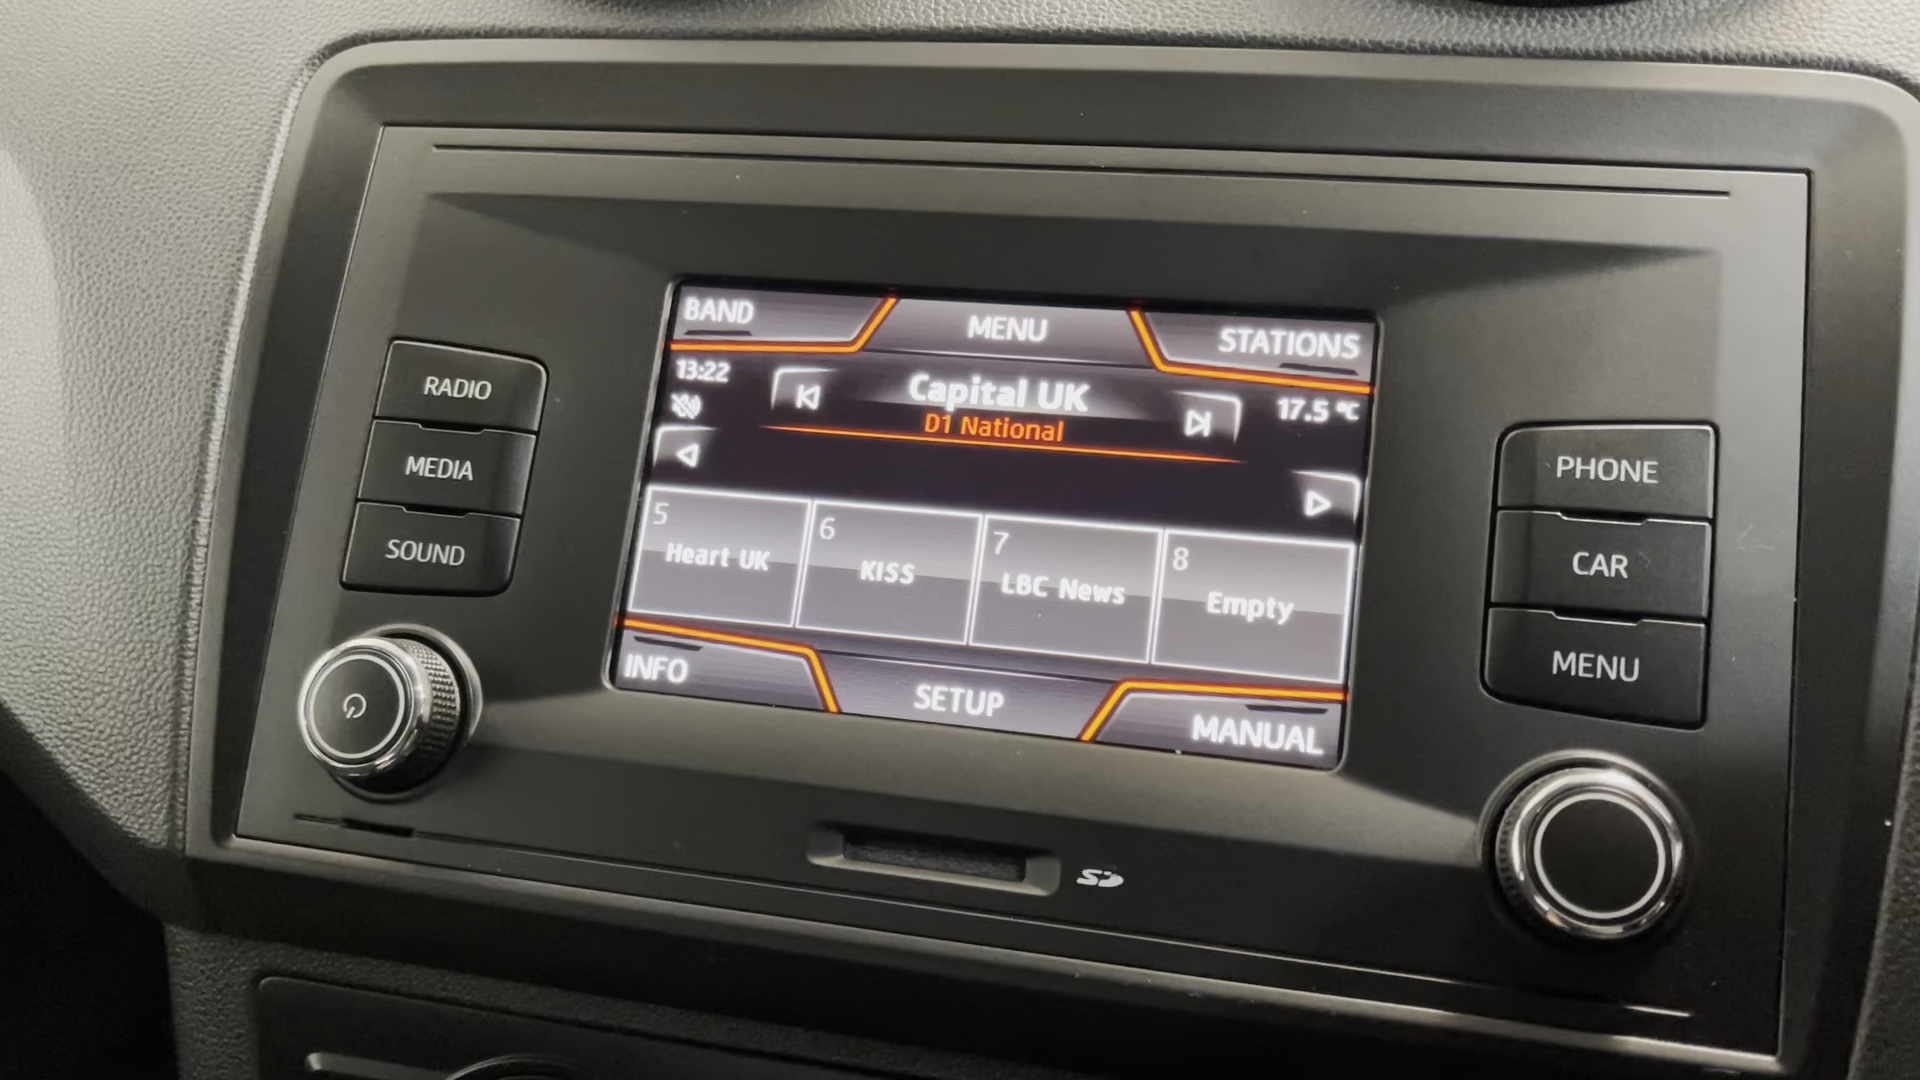 BAND
MENU
STATIONS
13:22
Capital UK
17.5 °C
D1 National
RADIO
MEDIA
SOUND
5
Heart UK
6
KISS
7
LBC News
8
Empty
INFO
SETUP
MANUAL
PHONE
CAR
MENU
SD